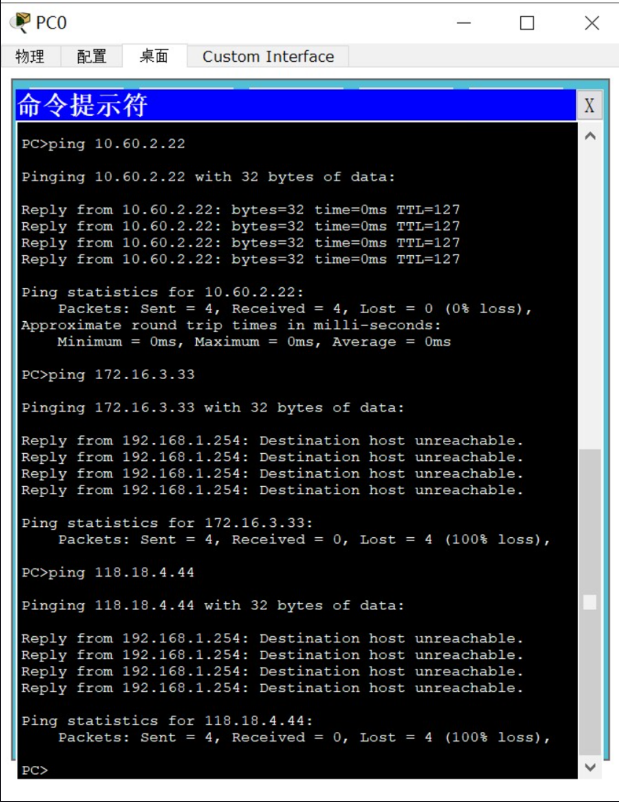 PC0
物理 配置 桌面 Custom Interface
命令提示符 X
PC>ping 10.60.2.22
Pinging 10.60.2.22 with 32 bytes of data:
Reply from 10.60.2.22: bytes=32 time=0ms TTL=127
Reply from 10.60.2.22: bytes=32 time=0ms TTL=127
Reply from 10.60.2.22: bytes=32 time=0ms TTL=127
Reply from 10.60.2.22: bytes=32 time=0ms TTL=127
Ping statistics for 10.60.2.22:
Packets: Sent = 4, Received = 4, Lost = 0 (0% loss),
Approximate round trip times in milli-seconds:
Minimum = 0ms, Maximum = 0ms, Average = 0ms
PC>ping 172.16.3.33
Pinging 172.16.3.33 with 32 bytes of data:
Reply from 192.168.1.254: Destination host unreachable.
Reply from 192.168.1.254: Destination host unreachable.
Reply from 192.168.1.254: Destination host unreachable.
Reply from 192.168.1.254: Destination host unreachable.
Ping statistics for 172.16.3.33:
Packets: Sent = 4, Received = 0, Lost = 4 (100% loss),
PC>ping 118.18.4.44
Pinging 118.18.4.44 with 32 bytes of data:
Reply from 192.168.1.254: Destination host unreachable.
Reply from 192.168.1.254: Destination host unreachable.
Reply from 192.168.1.254: Destination host unreachable.
Reply from 192.168.1.254: Destination host unreachable.
Ping statistics for 118.18.4.44:
Packets: Sent = 4, Received = 0, Lost = 4 (100% loss),
PC>